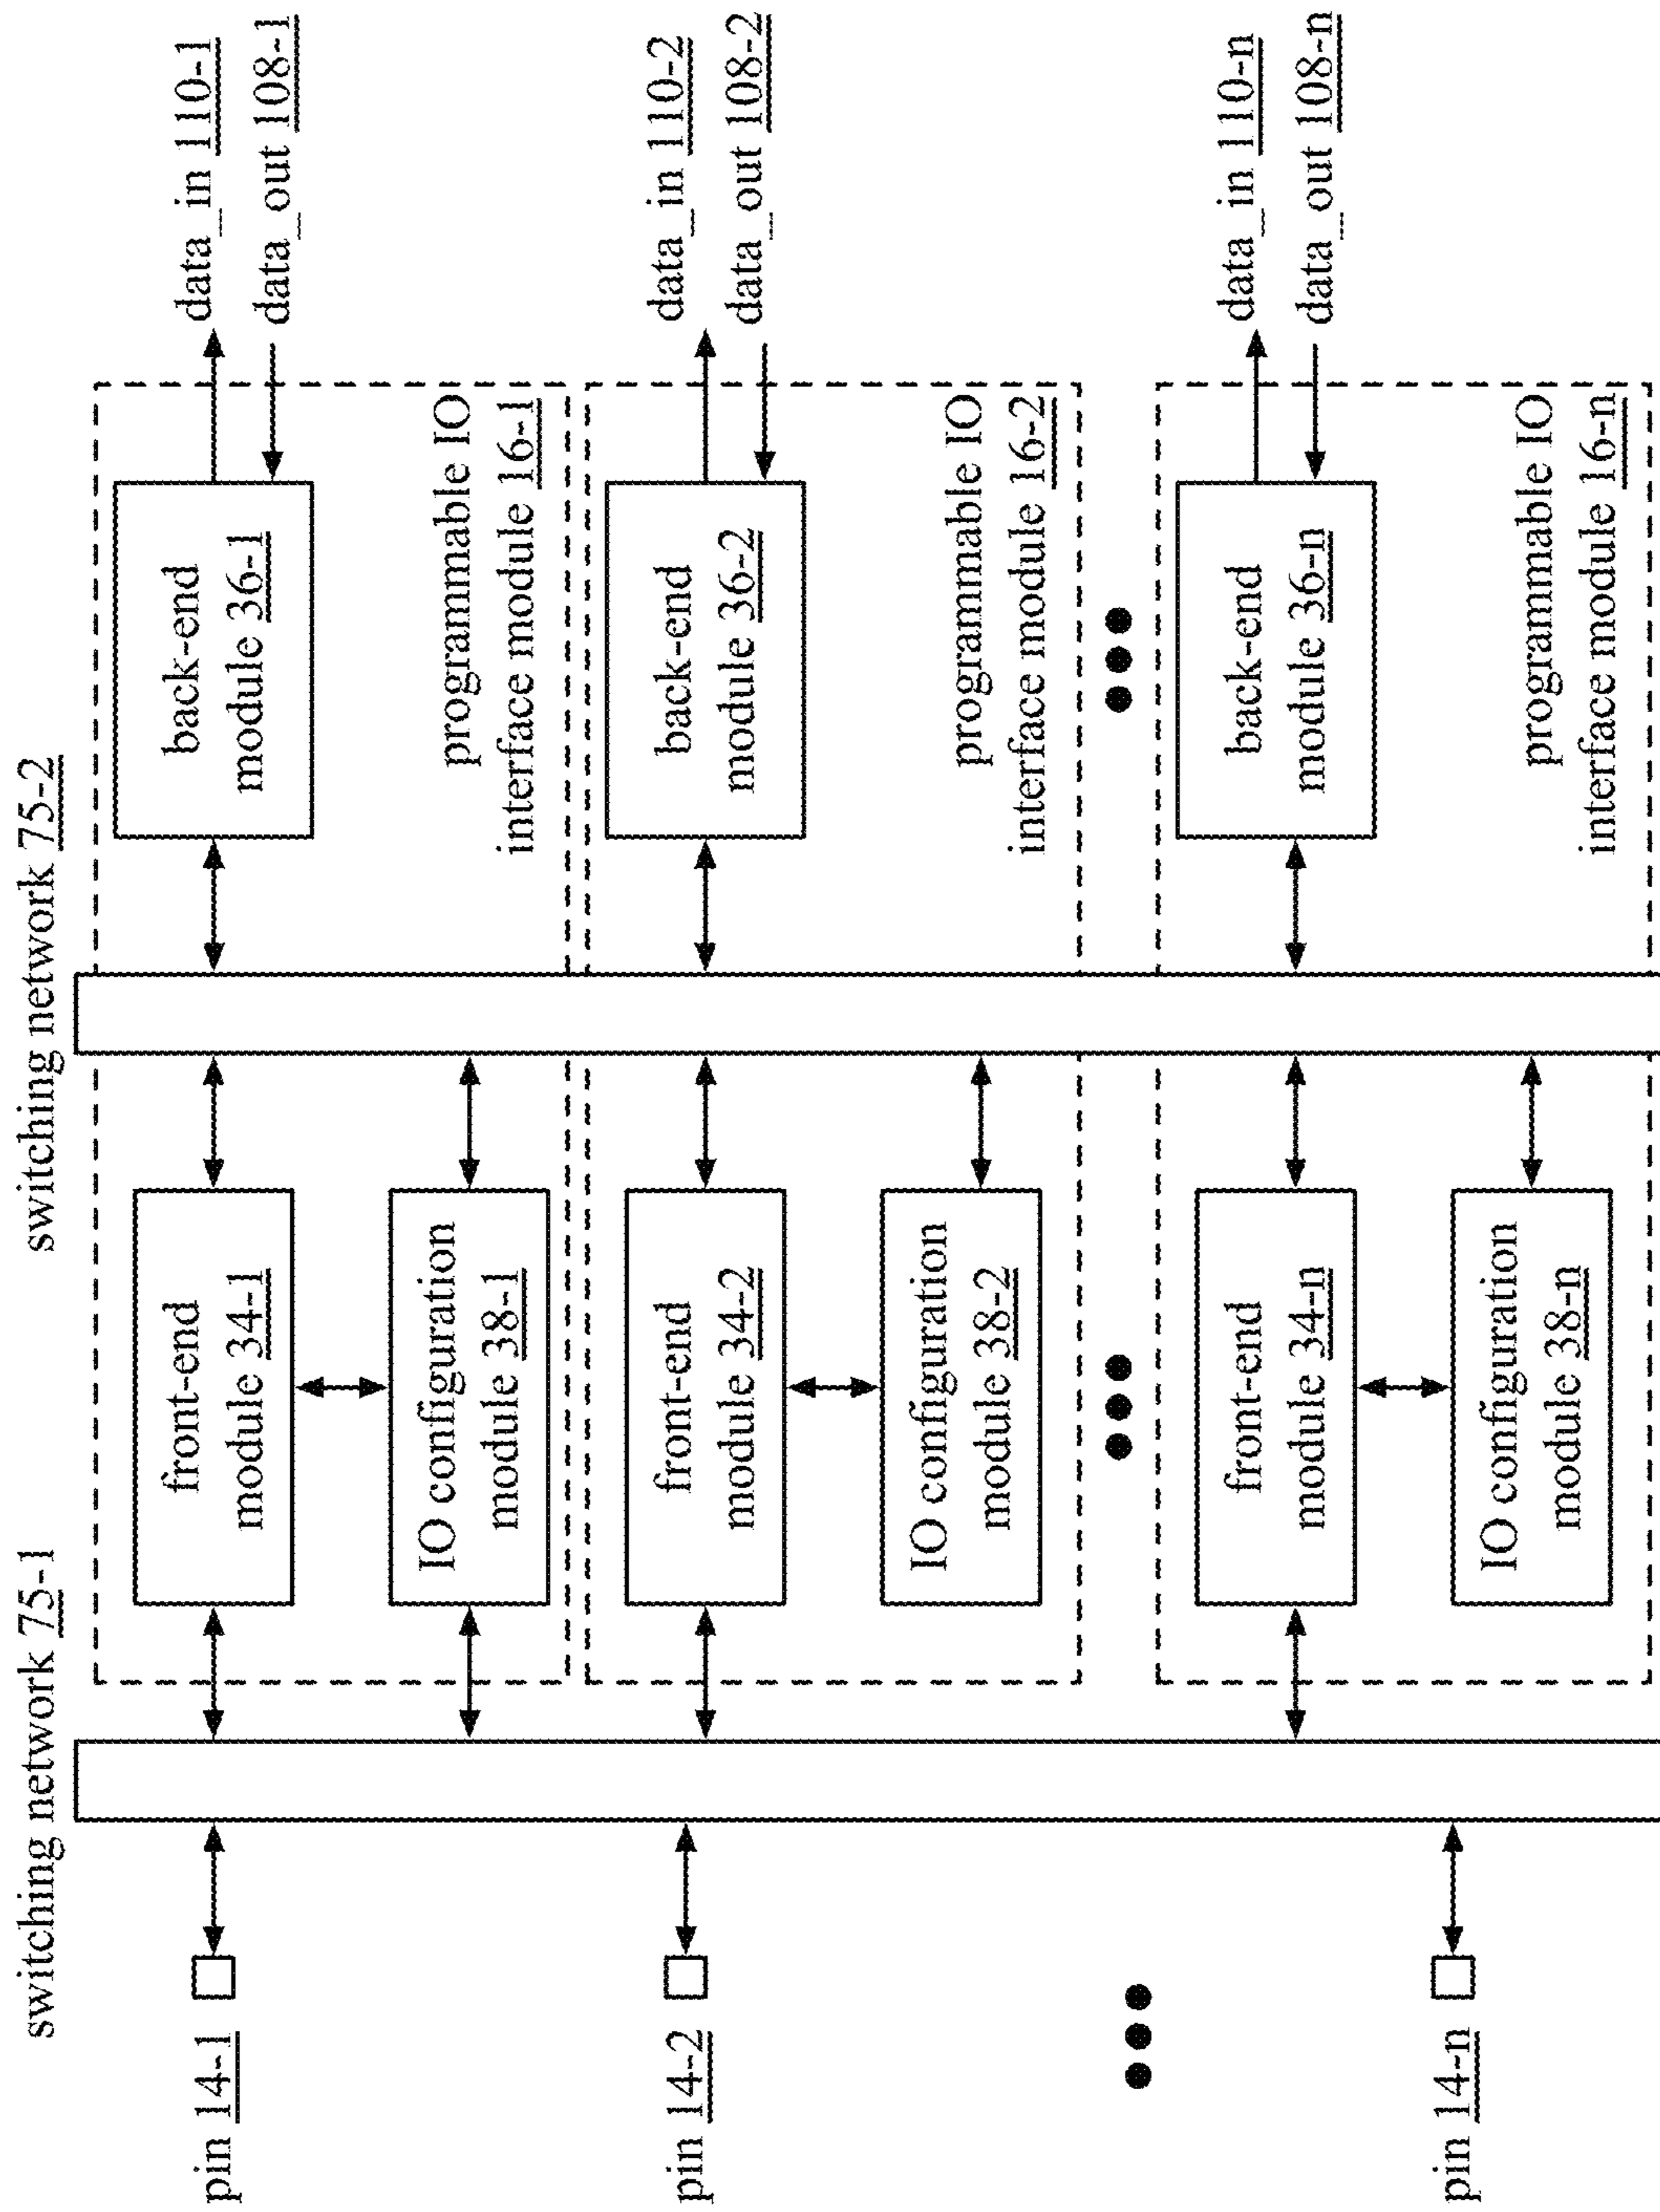 switching network 75-1
switching network 75-2
pin 14-1
front-end
module 34-1
IO configuration
module 38-1
back-end
module 36-1
programmable IO
interface module 16-1
data_in 110-1
data_out 108-1
pin 14-2
front-end
module 34-2
IO configuration
module 38-2
back-end
module 36-2
programmable IO
interface module 16-2
data_in 110-2
data_out 108-2
pin 14-n
front-end
module 34-n
IO configuration
module 38-n
back-end
module 36-n
programmable IO
interface module 16-n
data_in 110-n
data_out 108-n